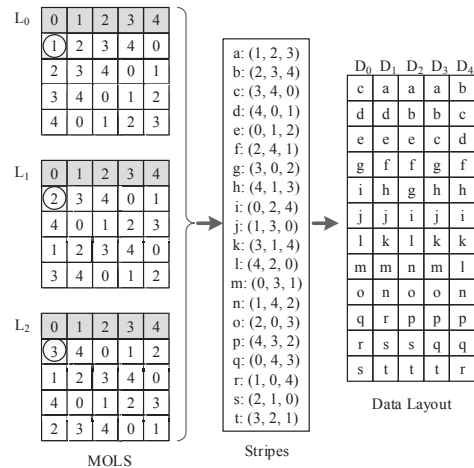 L0
0 1 2 3 4
1 2 3 4 0
2 3 4 0 1
3 4 0 1 2
4 0 1 2 3
L1
0 1 2 3 4
2 3 4 0 1
4 0 1 2 3
1 2 3 4 0
3 4 0 1 2
L2
0 1 2 3 4
3 4 0 1 2
1 2 3 4 0
4 0 1 2 3
2 3 4 0 1
MOLS
a: (1, 2, 3)
b: (2, 3, 4)
c: (3, 4, 0)
d: (4, 0, 1)
e: (0, 1, 2)
f: (2, 4, 1)
g: (3, 0, 2)
h: (4, 1, 3)
i: (0, 2, 4)
j: (1, 3, 0)
k: (3, 1, 4)
l: (4, 2, 0)
m: (0, 3, 1)
n: (1, 4, 2)
o: (2, 0, 3)
p: (4, 3, 2)
q: (0, 4, 3)
r: (1, 0, 4)
s: (2, 1, 0)
t: (3, 2, 1)
Stripes
D0 D1 D2 D3 D4
c a a a b
d d b b c
e e e c d
g f f g f
i h g h h
j j i j i
l k l k k
m m n m l
o n o o n
q r p p p
r s s q q
s t t t r
Data Layout